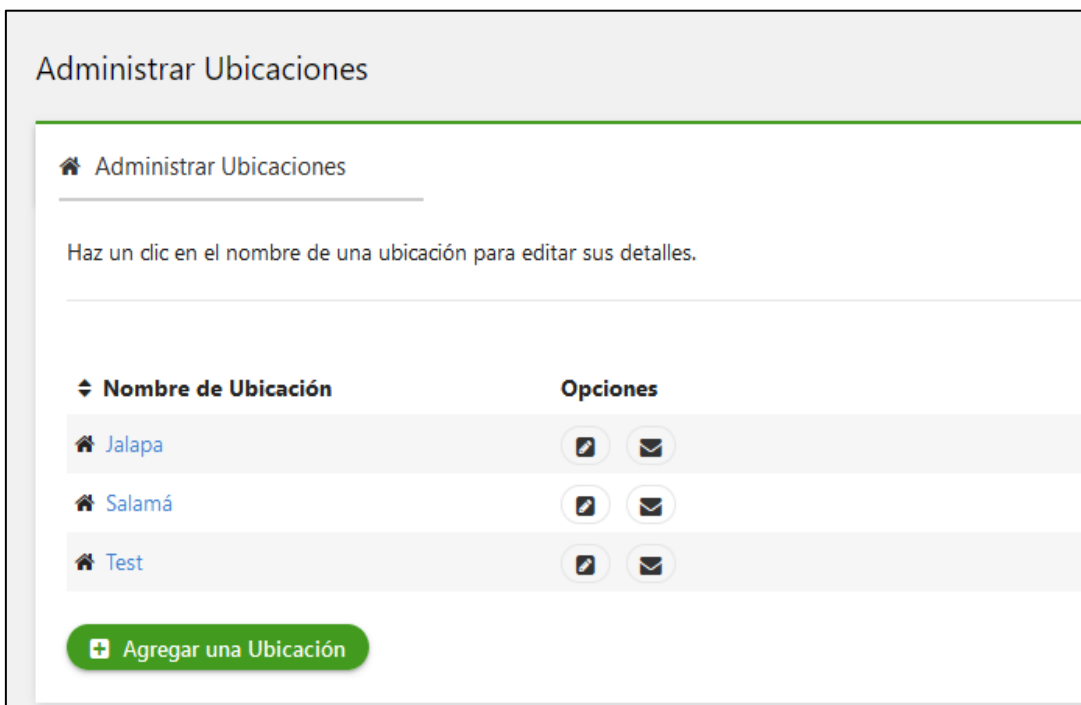 Administrar Ubicaciones
Administrar Ubicaciones
Haz un clic en el nombre de una ubicación para editar sus detalles.
Nombre de Ubicación Opciones
Jalapa
Salamá
Test
Agregar una Ubicación